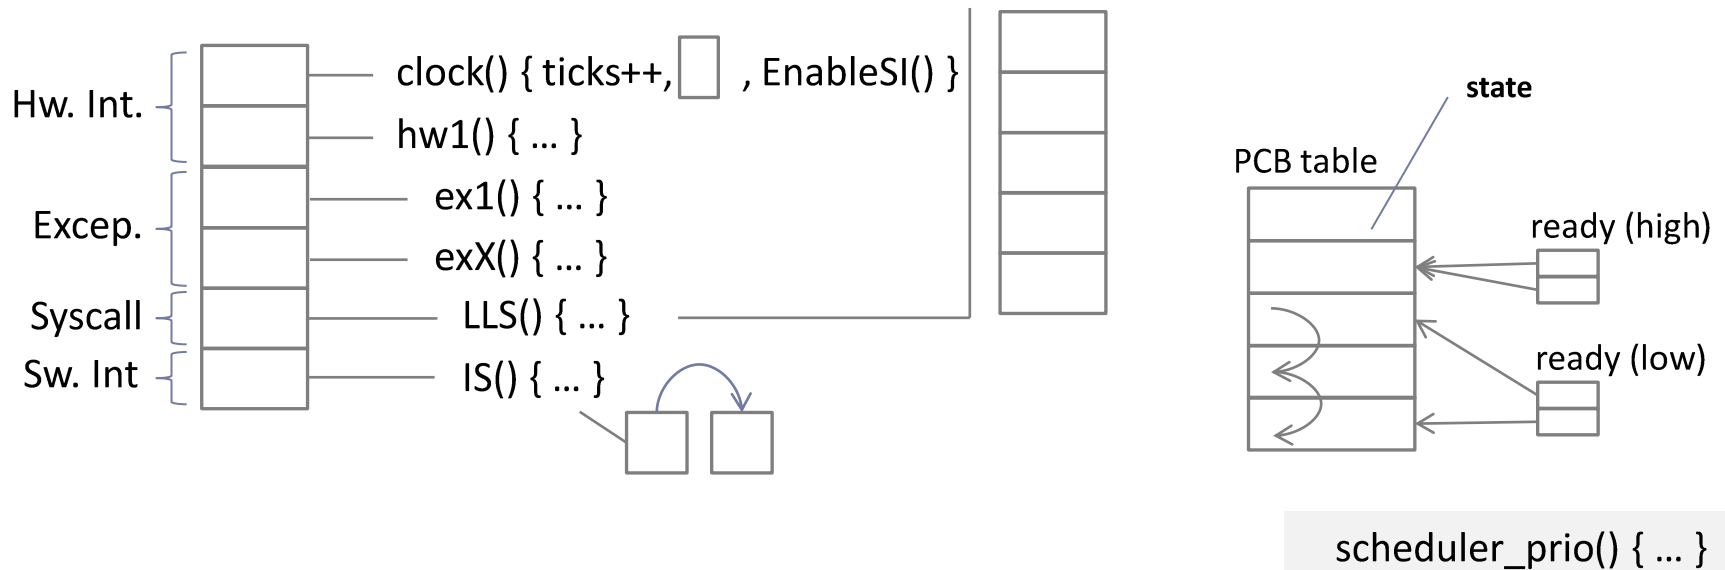 Hw. Int.
clock() { ticks++, , EnableSI() }
hw1() { ... }
Excep.
ex1() { ... }
exX() { ... }
Syscall
LLS() { ... }
Sw. Int
IS() { ... }
state
PCB table
ready (high)
ready (low)
scheduler_prio() { ... }